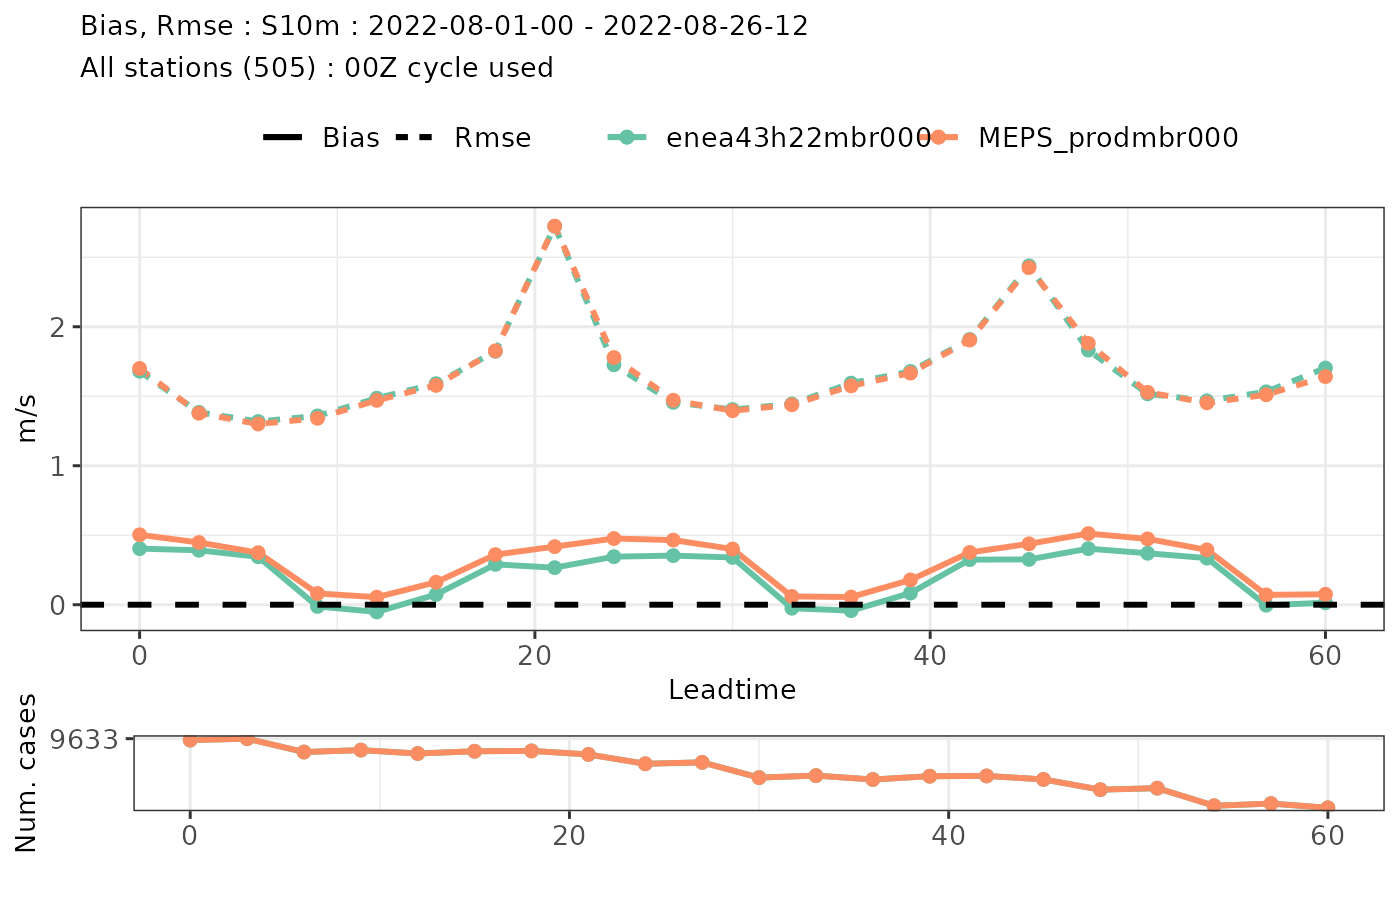 Bias, Rmse : S10m : 2022-08-01-00 - 2022-08-26-12
All stations (505) : 00Z cycle used
Bias Rmse enea43h22mbr000 MEPS_prodmbr000
m/s
2
1
0
0 20 40 60
Leadtime
Num. cases
9633
0 20 40 60